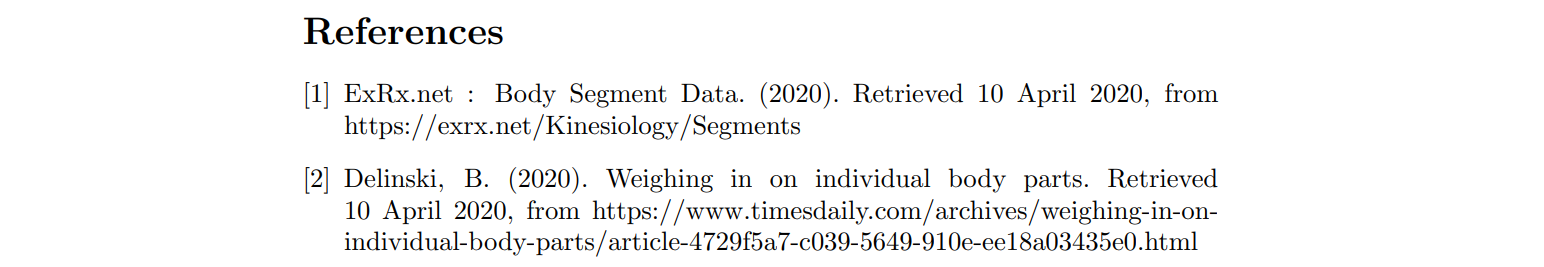 References
[1] ExRx.net : Body Segment Data. (2020). Retrieved 10 April 2020, from
https://exrx.net/Kinesiology/Segments
[2] Delinski, B. (2020). Weighing in on individual body parts. Retrieved
10 April 2020, from https://www.timesdaily.com/archives/weighing-in-on-
individual-body-parts/article-4729f5a7-c039-5649-910e-ee18a03435e0.html